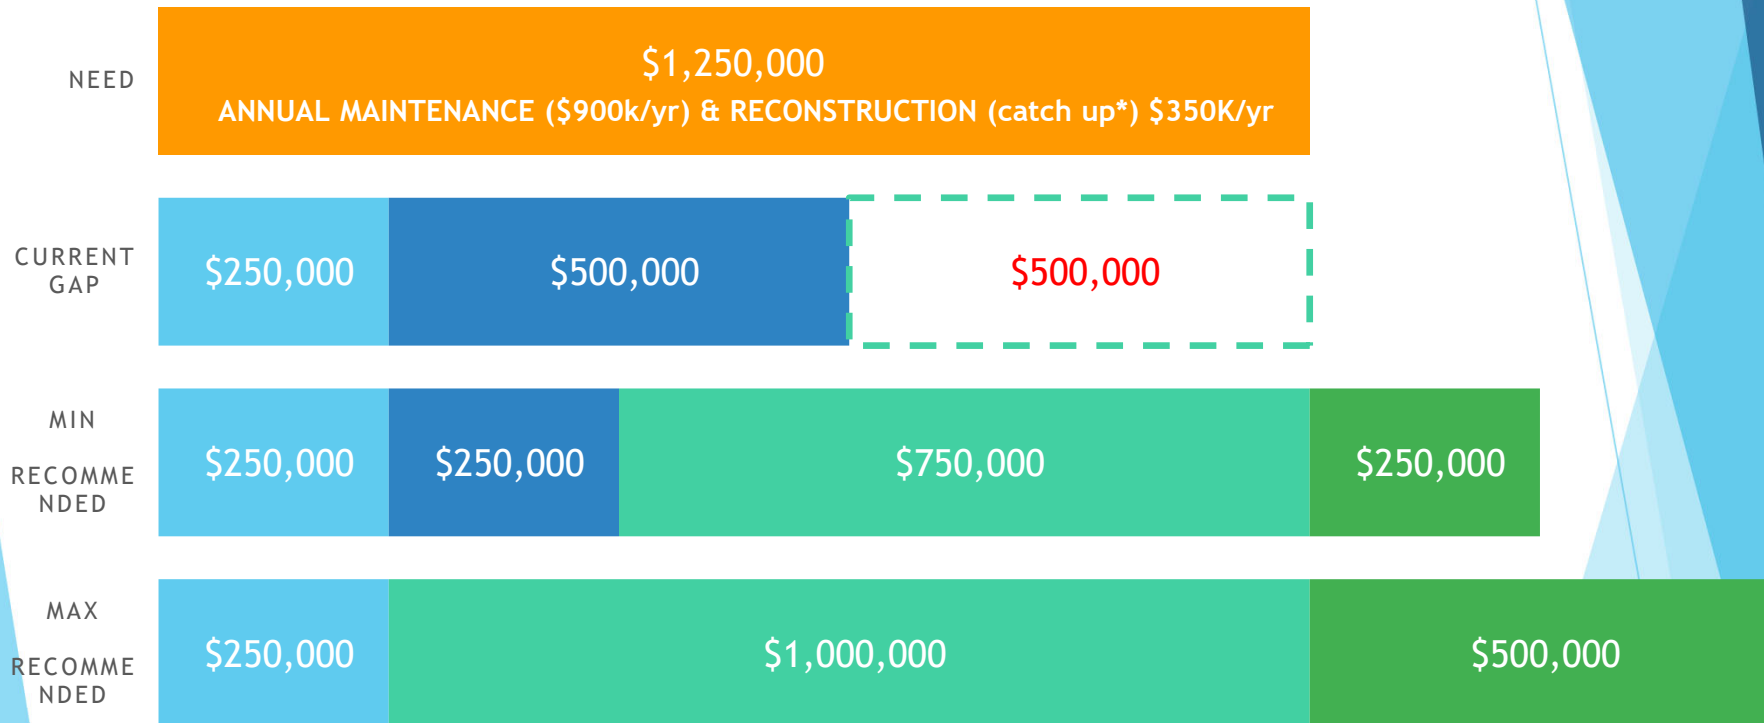 NEED
$1,250,000
ANNUAL MAINTENANCE ($900k/yr) & RECONSTRUCTION (catch up*) $350K/yr
CURRENT
GAP
$250,000
$500,000
$500,000
MIN
RECOMME
NDED
$250,000
$250,000
$750,000
$250,000
MAX
RECOMME
NDED
$250,000
$1,000,000
$500,000